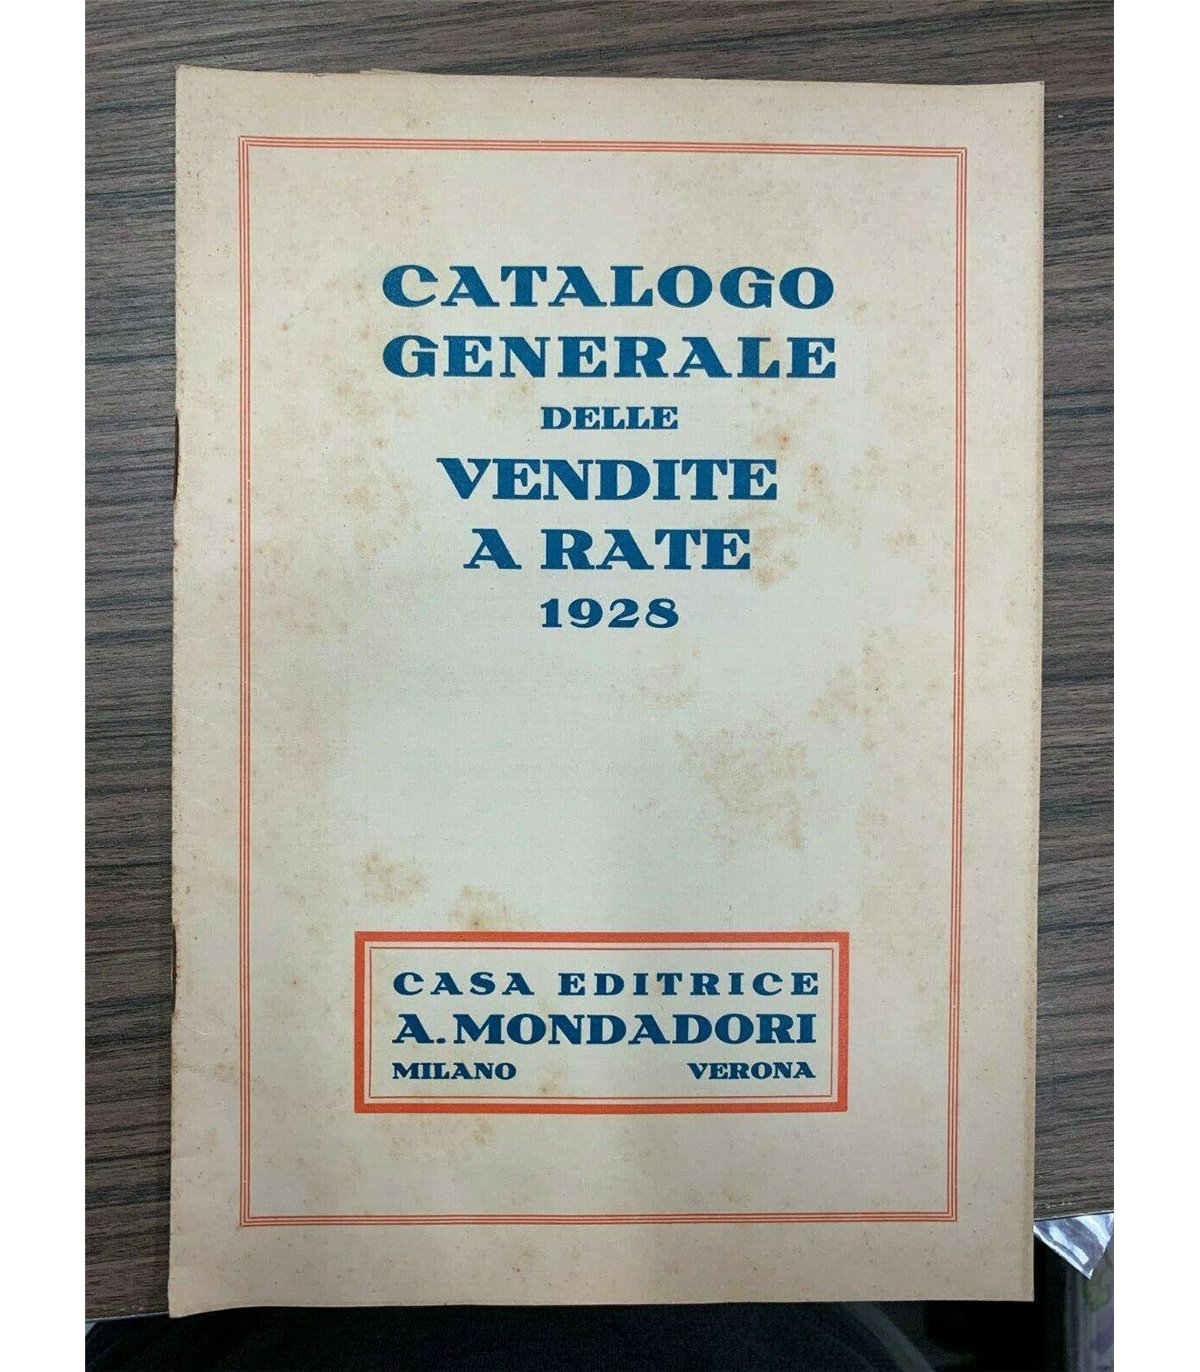 CATALOGO
GENERALE
DELLE
VENDITE
A RATE
1928
CASA EDITRICE
A. MONDADORI
MILANO VERONA